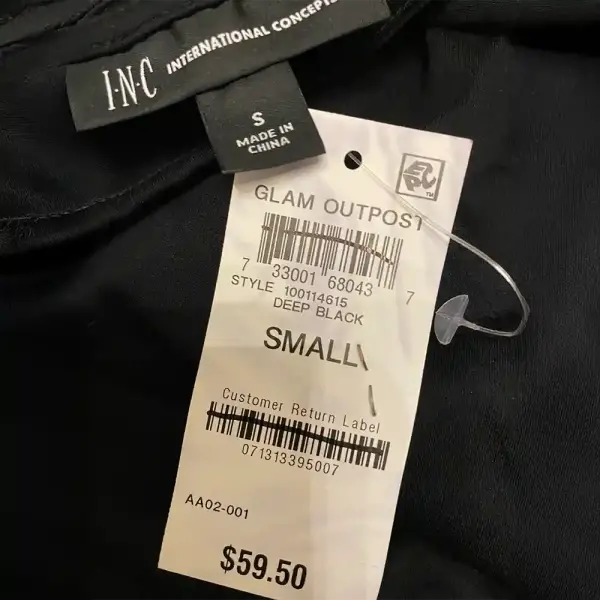 I·N·C INTERNATIONAL CONCEPTS
S
MADE IN
CHINA
EPC™
GLAM OUTPOST
7 33001 68043 7
STYLE 100114615
DEEP BLACK
SMALL
Customer Return Label
071313395007
AA02-001
$59.50